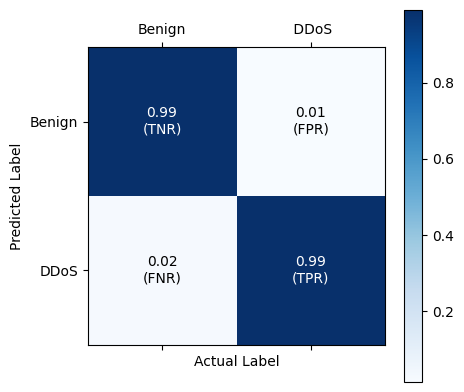 Benign
DDoS
Predicted Label
Benign
0.99
(TNR)
0.01
(FPR)
DDoS
0.02
(FNR)
0.99
(TPR)
Actual Label
0.8
0.6
0.4
0.2